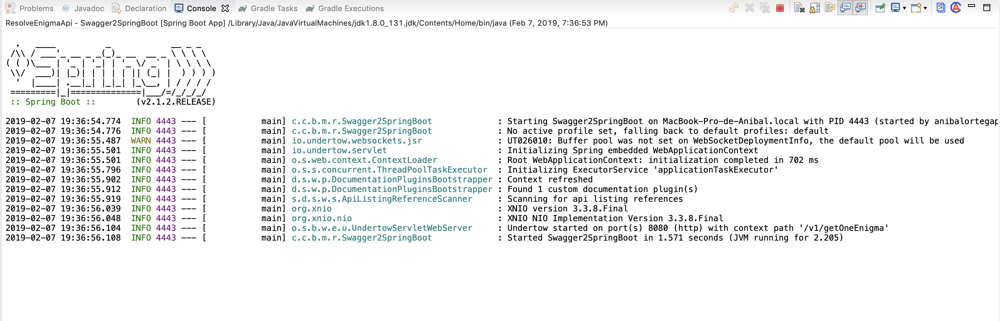 Problems @ Javadoc Declaration Console Gradle Tasks Gradle Executions
ResolveEnigmaApi - Swagger2SpringBoot [Spring Boot App] /Library/Java/JavaVirtualMachines/jdk1.8.0_131.jdk/Contents/Home/bin/java (Feb 7, 2019, 7:36:53 PM)
  .   ____          _            __ _ _
 /\\ / ___'_ __ _ _(_)_ __  __ _ \ \ \ \
( ( )\___ | '_ | '_| | '_ \/ _` | \ \ \ \
 \\/  ___)| |_)| | | | | || (_| |  ) ) ) )
  '  |____| .__|_| |_|_| |_\__, | / / / /
 =========|_|==============|___/=/_/_/_/
 :: Spring Boot ::        (v2.1.2.RELEASE)
2019-02-07 19:36:54.774  INFO 4443 --- [           main] c.c.b.m.r.Swagger2SpringBoot             : Starting Swagger2SpringBoot on MacBook-Pro-de-Anibal.local with PID 4443 (started by anibalortegap
2019-02-07 19:36:54.776  INFO 4443 --- [           main] c.c.b.m.r.Swagger2SpringBoot             : No active profile set, falling back to default profiles: default
2019-02-07 19:36:55.487  WARN 4443 --- [           main] io.undertow.websockets.jsr               : UT026010: Buffer pool was not set on WebSocketDeploymentInfo, the default pool will be used
2019-02-07 19:36:55.501  INFO 4443 --- [           main] io.undertow.servlet                      : Initializing Spring embedded WebApplicationContext
2019-02-07 19:36:55.501  INFO 4443 --- [           main] o.s.web.context.ContextLoader            : Root WebApplicationContext: initialization completed in 702 ms
2019-02-07 19:36:55.796  INFO 4443 --- [           main] o.s.s.concurrent.ThreadPoolTaskExecutor  : Initializing ExecutorService 'applicationTaskExecutor'
2019-02-07 19:36:55.902  INFO 4443 --- [           main] d.s.w.p.DocumentationPluginsBootstrapper : Context refreshed
2019-02-07 19:36:55.912  INFO 4443 --- [           main] d.s.w.p.DocumentationPluginsBootstrapper : Found 1 custom documentation plugin(s)
2019-02-07 19:36:55.919  INFO 4443 --- [           main] s.d.s.w.s.ApiListingReferenceScanner     : Scanning for api listing references
2019-02-07 19:36:56.039  INFO 4443 --- [           main] org.xnio                                 : XNIO version 3.3.8.Final
2019-02-07 19:36:56.048  INFO 4443 --- [           main] org.xnio.nio                             : XNIO NIO Implementation Version 3.3.8.Final
2019-02-07 19:36:56.104  INFO 4443 --- [           main] o.s.b.w.e.u.UndertowServletWebServer     : Undertow started on port(s) 8080 (http) with context path '/v1/getOneEnigma'
2019-02-07 19:36:56.108  INFO 4443 --- [           main] c.c.b.m.r.Swagger2SpringBoot             : Started Swagger2SpringBoot in 1.571 seconds (JVM running for 2.205)